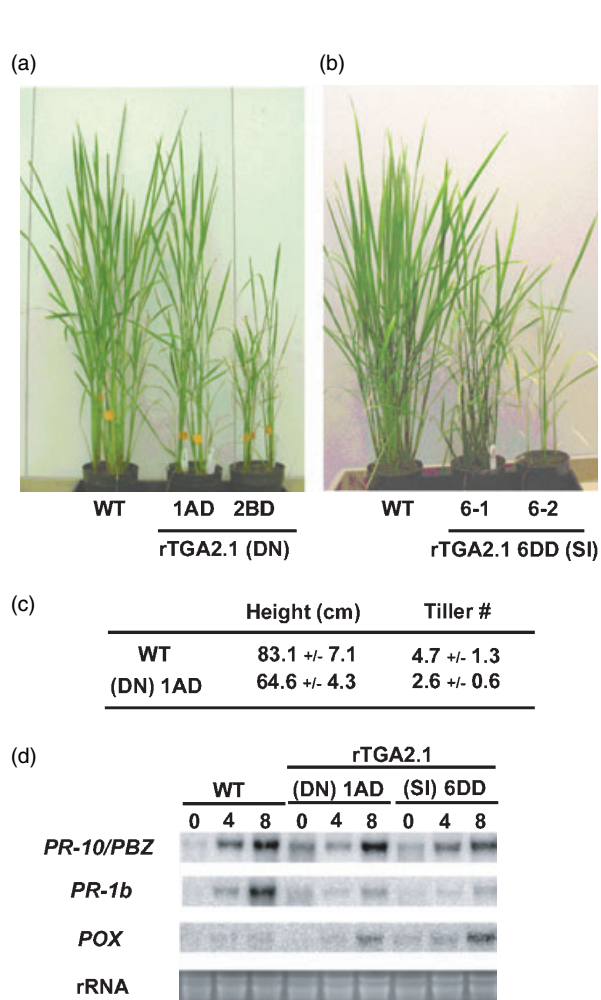 (a)
(b)
WT 1AD 2BD
rTGA2.1 (DN)
WT 6-1 6-2
rTGA2.1 6DD (SI)
(c)
Height (cm) Tiller #
WT 83.1 +/- 7.1 4.7 +/- 1.3
(DN) 1AD 64.6 +/- 4.3 2.6 +/- 0.6
(d)
rTGA2.1
WT (DN) 1AD (SI) 6DD
0 4 8 0 4 8 0 4 8
PR-10/PBZ
PR-1b
POX
rRNA